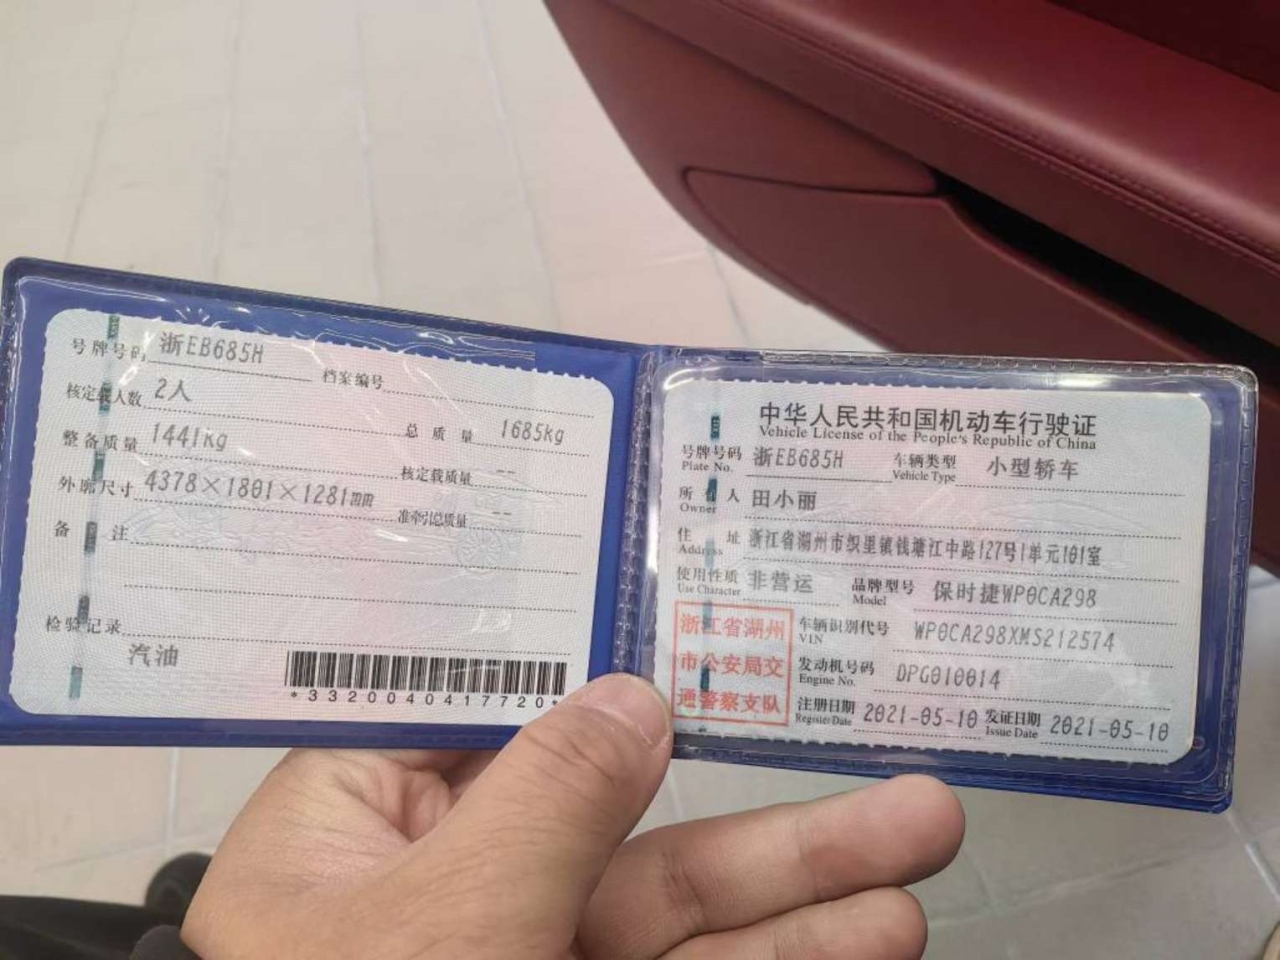 号牌号码 浙EB685H 档案编号
核定载人数 2人
整备质量 1441kg 总质量 1685kg
外廓尺寸 4378×1801×1281mm 核定载质量 --
准牵引总质量 --
备注
检验记录
汽油
*3320040417720*
中华人民共和国机动车行驶证
Vehicle License of the People's Republic of China
号牌号码 浙EB685H 车辆类型 小型轿车
Plate No. Vehicle Type
所有人 田小丽
Owner
住址 浙江省湖州市织里镇钱塘江中路127号1单元101室
Address
使用性质 非营运 品牌型号 保时捷WP0CA298
Use Character Model
浙江省湖州
市公安局交
通警察支队
车辆识别代号 WP0CA298XMS212574
VIN
发动机号码 DPG010014
Engine No.
注册日期 2021-05-10 发证日期 2021-05-10
Register Date Issue Date